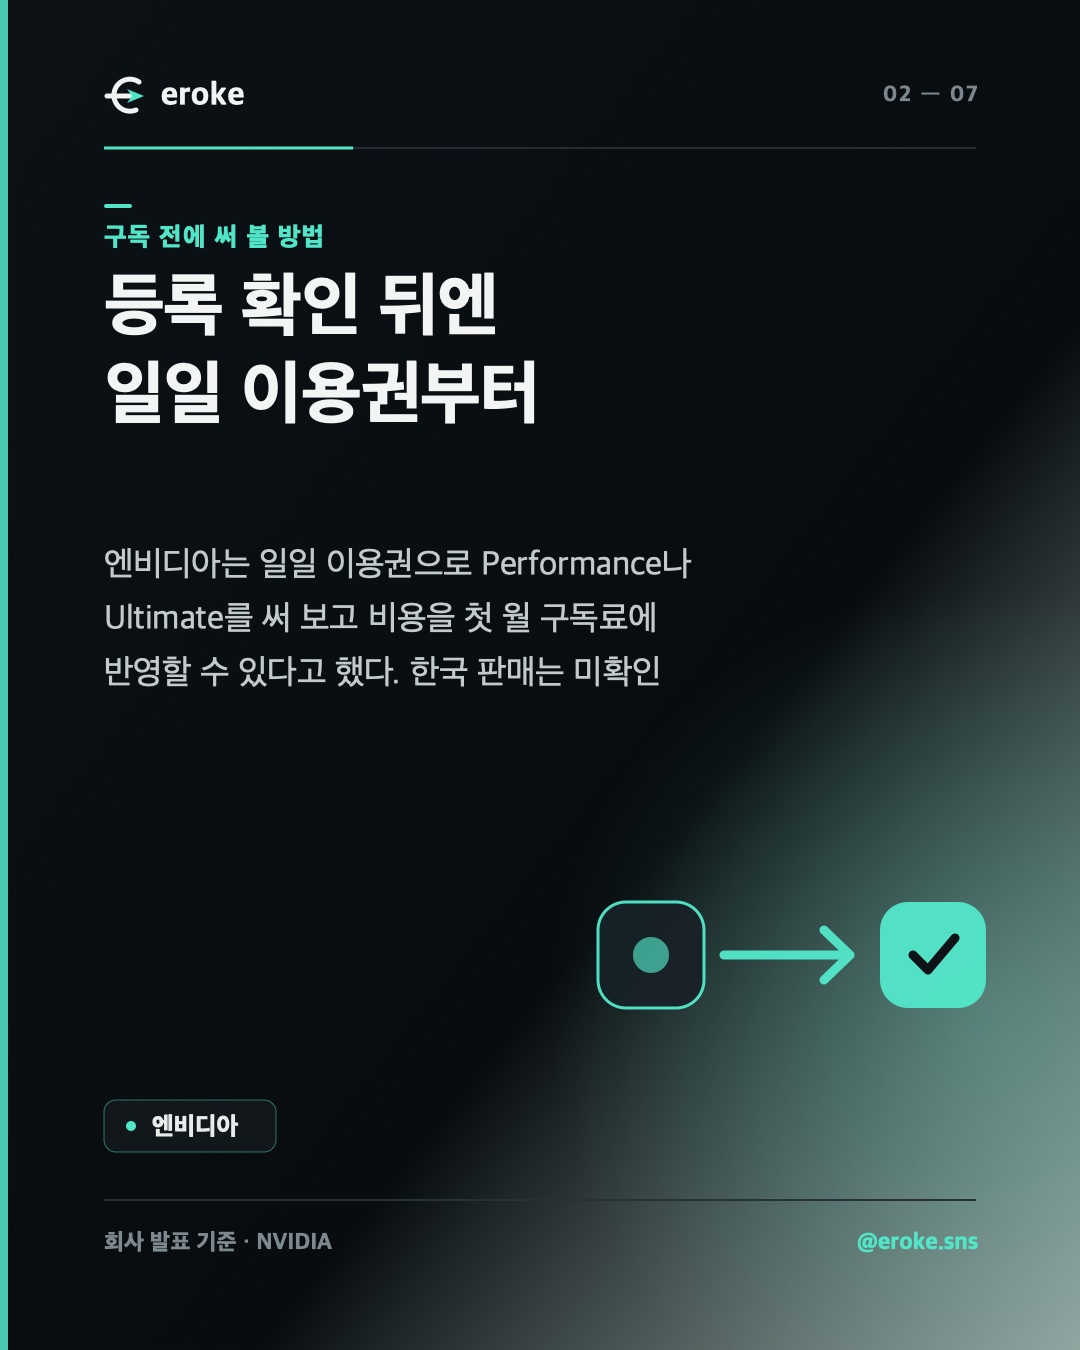 eroke
02 — 07
구독 전에 써 볼 방법
등록 확인 뒤엔
일일 이용권부터
엔비디아는 일일 이용권으로 Performance나
Ultimate를 써 보고 비용을 첫 월 구독료에
반영할 수 있다고 했다. 한국 판매는 미확인
엔비디아
회사 발표 기준 · NVIDIA
@eroke.sns